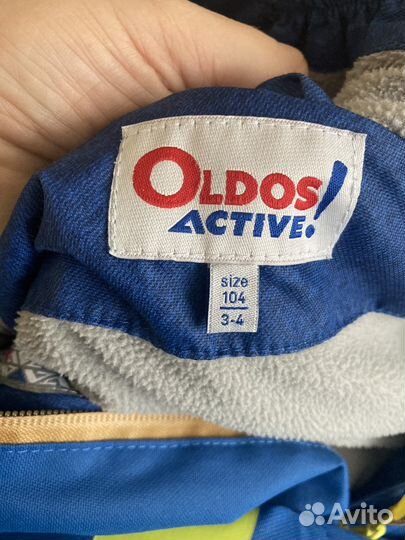 OLDOS!
ACTIVE
size
104
3-4
Avito